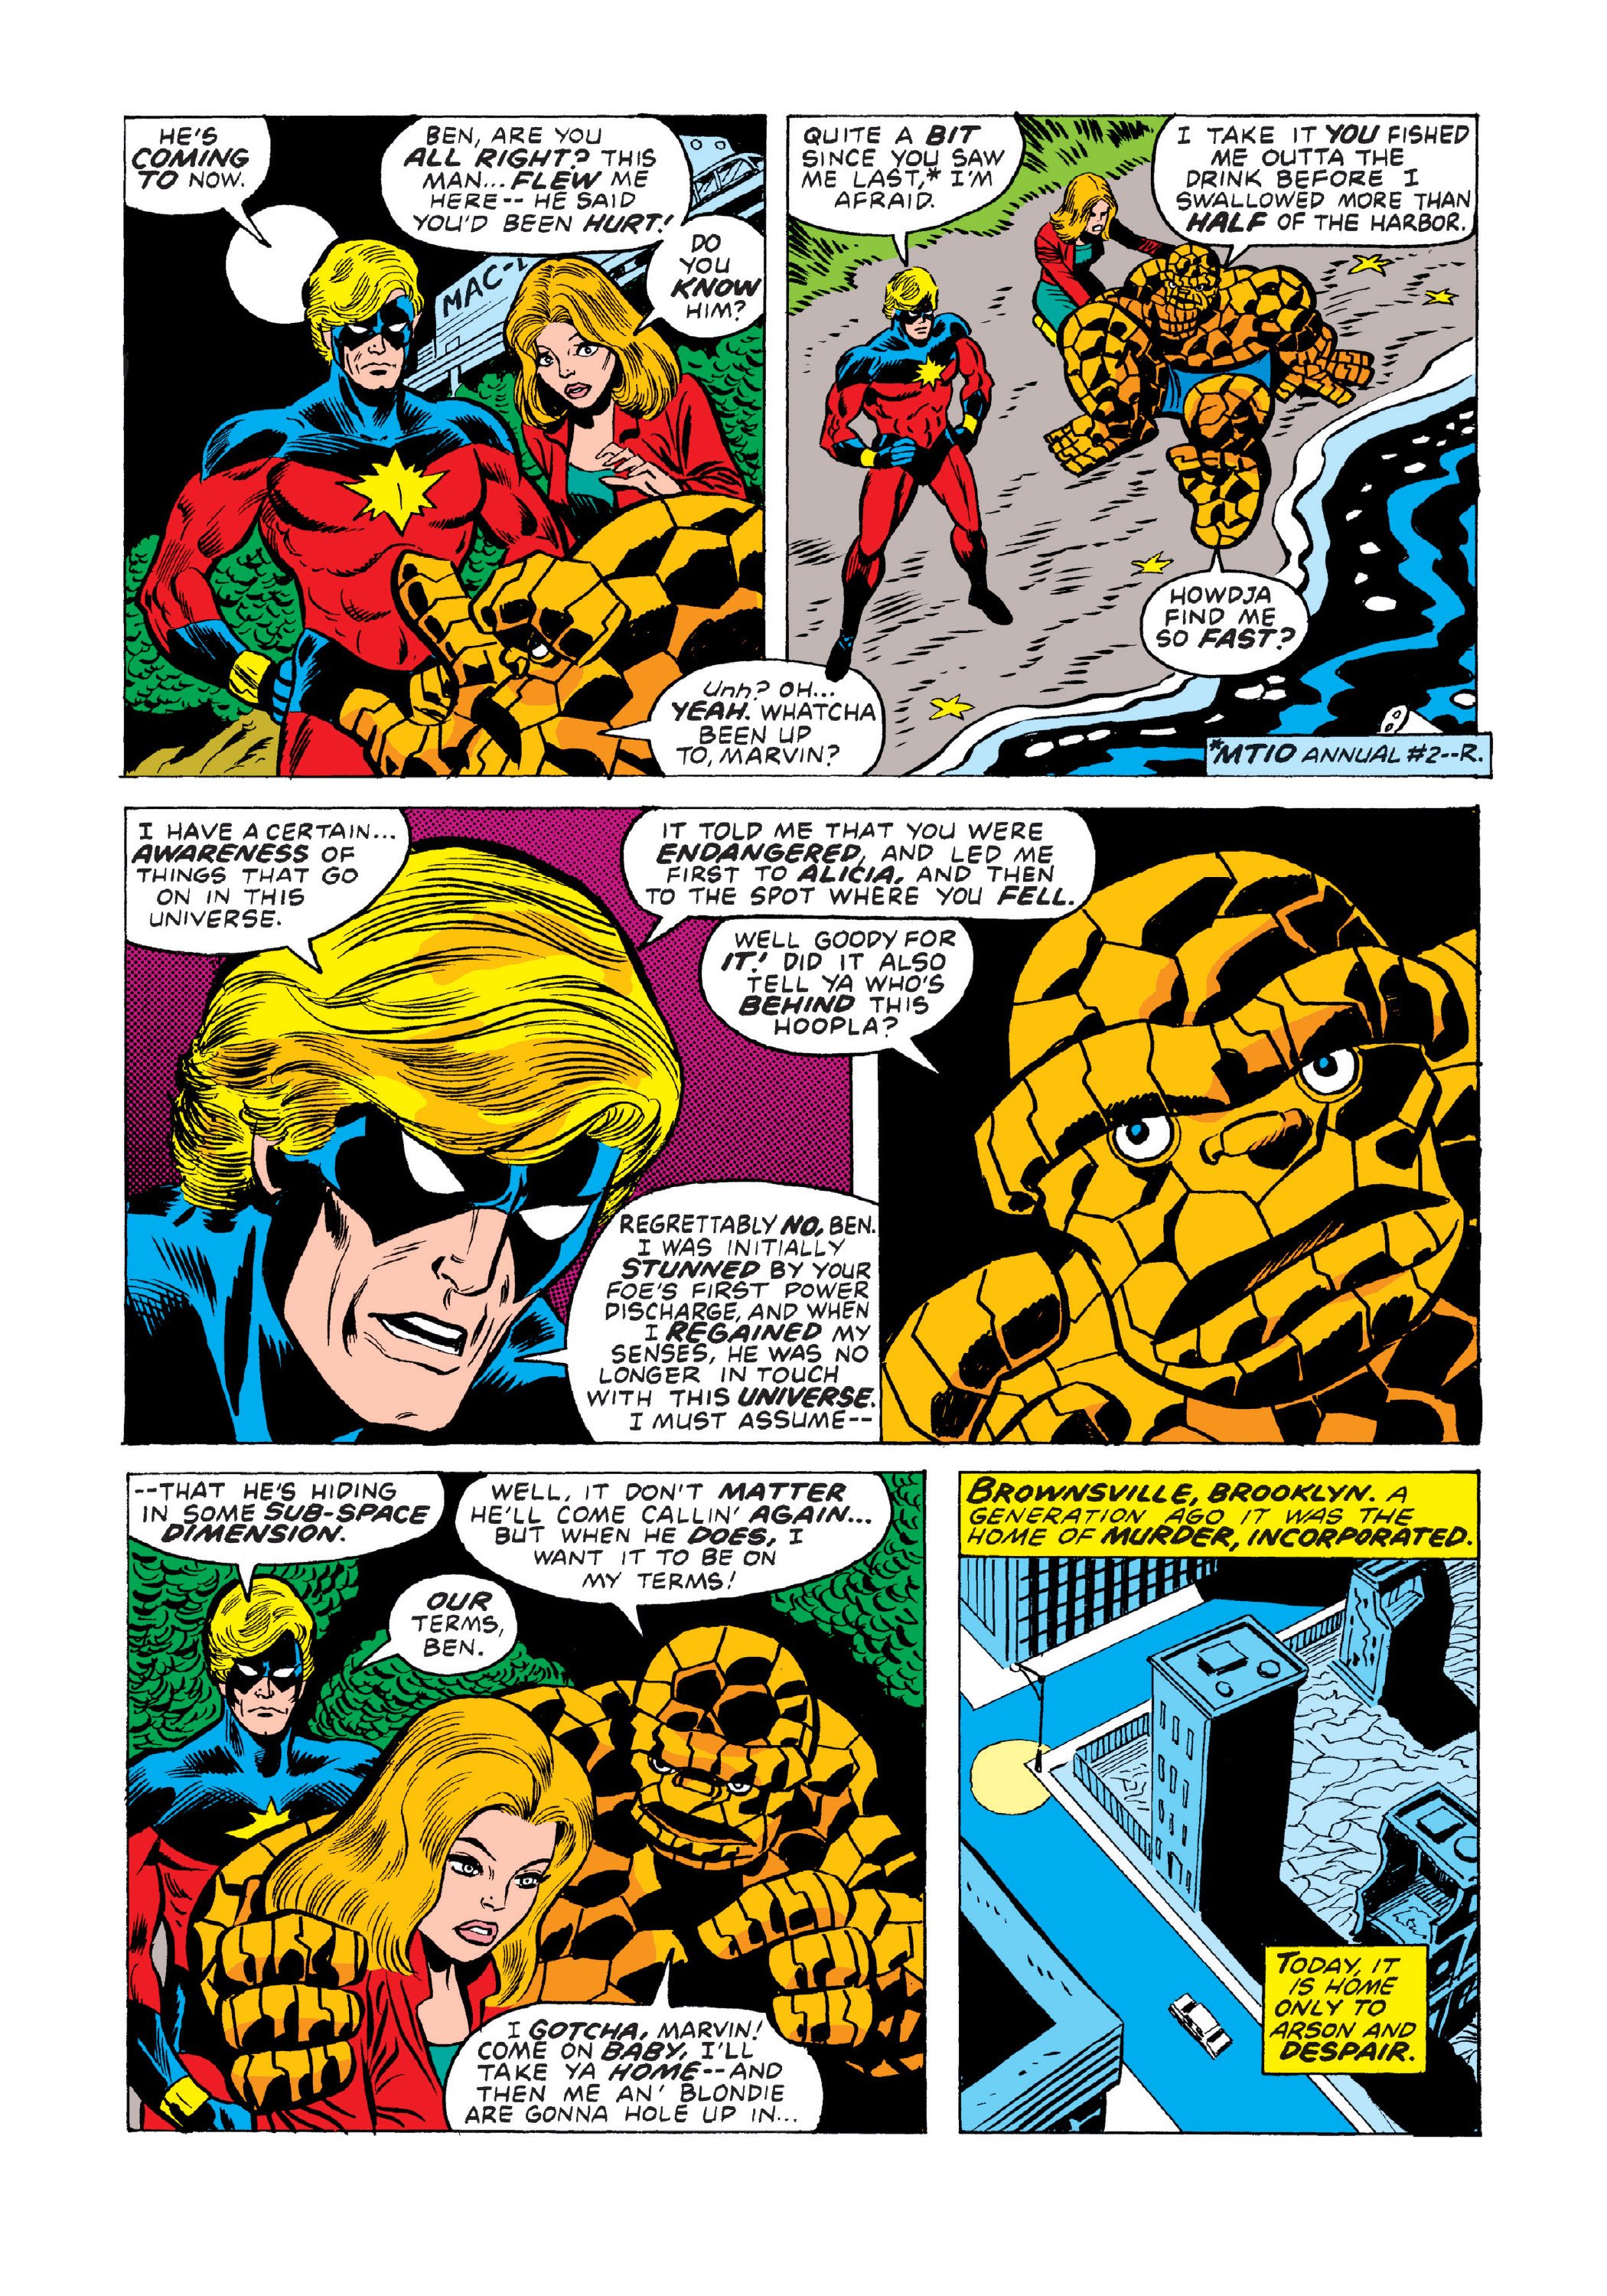 HE'S
COMING
TO NOW.
BEN, ARE YOU
ALL RIGHT? THIS
MAN... FLEW ME
HERE-- HE SAID
YOU'D BEEN HURT!
DO
YOU
KNOW
HIM?
MAC-
Unh? OH...
YEAH. WHATCHA
BEEN UP
TO, MARVIN?
QUITE A BIT
SINCE YOU SAW
ME LAST,* I'M
AFRAID.
I TAKE IT YOU FISHED
ME OUTTA THE
DRINK BEFORE I
SWALLOWED MORE THAN
HALF OF THE HARBOR.
HOWDJA
FIND ME
SO FAST?
*MTIO ANNUAL #2--R.
I HAVE A CERTAIN...
AWARENESS OF
THINGS THAT GO
ON IN THIS
UNIVERSE.
IT TOLD ME THAT YOU WERE
ENDANGERED, AND LED ME
FIRST TO ALICIA, AND THEN
TO THE SPOT WHERE YOU FELL.
WELL GOODY FOR
IT! DID IT ALSO
TELL YA WHO'S
BEHIND THIS
HOOPLA?
REGRETTABLY NO, BEN.
I WAS INITIALLY
STUNNED BY YOUR
FOE'S FIRST POWER
DISCHARGE, AND WHEN
I REGAINED MY
SENSES, HE WAS NO
LONGER IN TOUCH
WITH THIS UNIVERSE.
I MUST ASSUME--
--THAT HE'S HIDING
IN SOME SUB-SPACE
DIMENSION.
WELL, IT DON'T MATTER
HE'LL COME CALLIN' AGAIN...
BUT WHEN HE DOES, I
WANT IT TO BE ON
MY TERMS!
OUR
TERMS,
BEN.
I GOTCHA, MARVIN!
COME ON BABY, I'LL
TAKE YA HOME--AND
THEN ME AN' BLONDIE
ARE GONNA HOLE UP IN...
BROWNSVILLE, BROOKLYN. A
GENERATION AGO IT WAS THE
HOME OF MURDER, INCORPORATED.
TODAY, IT
IS HOME
ONLY TO
ARSON AND
DESPAIR.